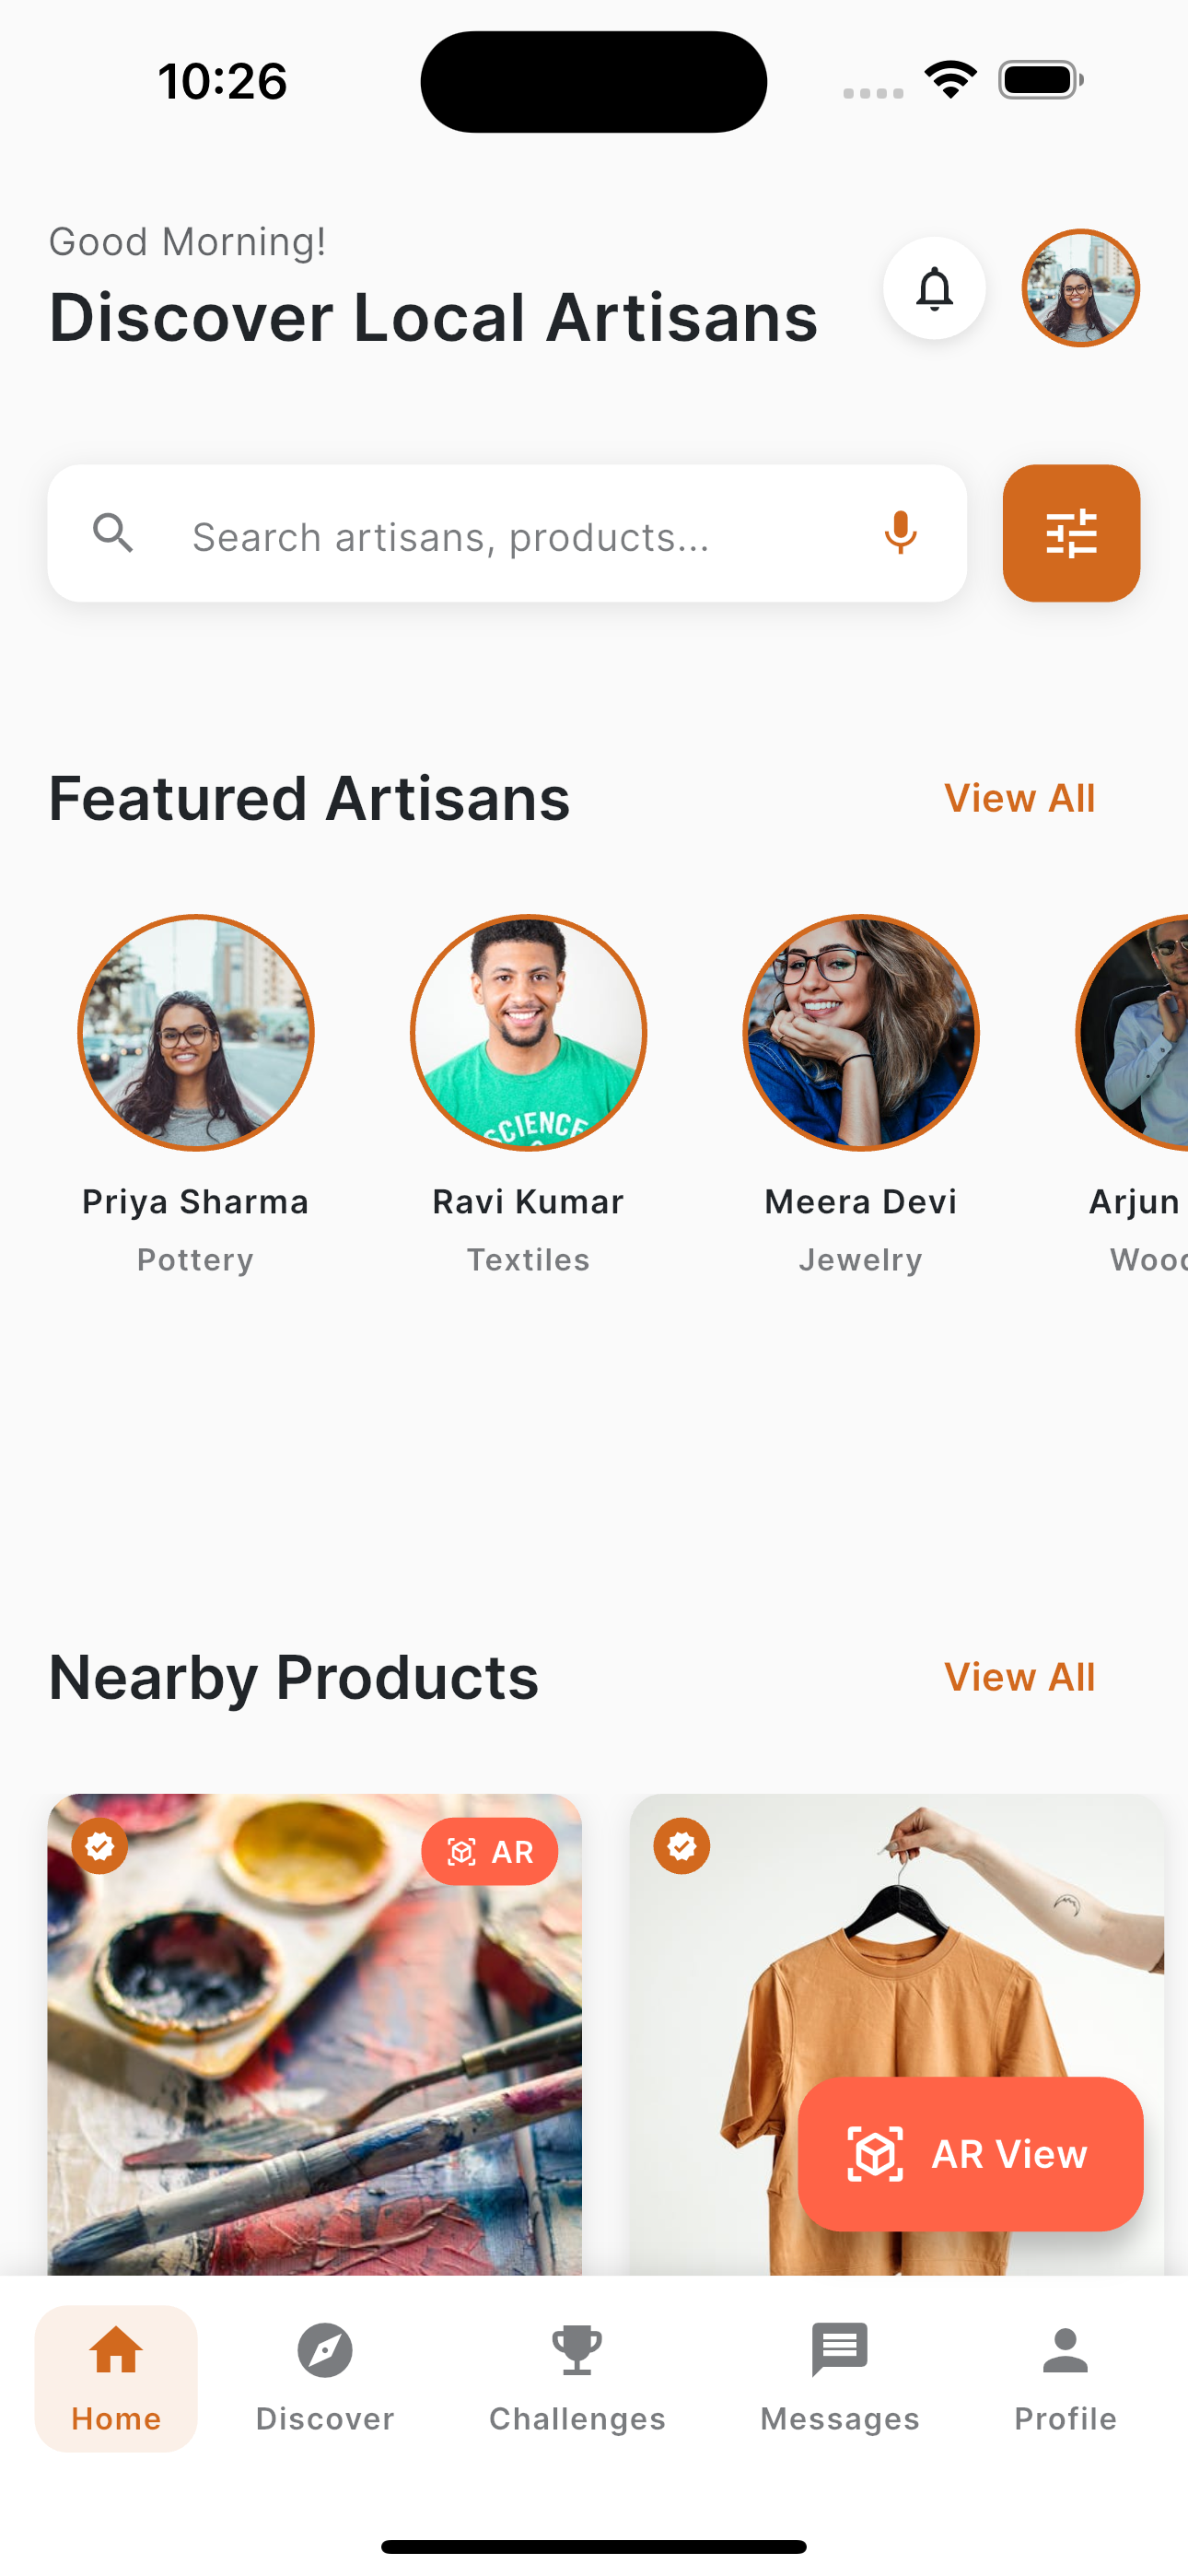 10:26
Good Morning!
Discover Local Artisans
Search artisans, products...
Featured Artisans
View All
SCIENCE
Priya Sharma
Ravi Kumar
Meera Devi
Arjun
Pottery
Textiles
Jewelry
Nearby Products
View All
AR
AR View
Home
Discover
Challenges
Messages
Profile